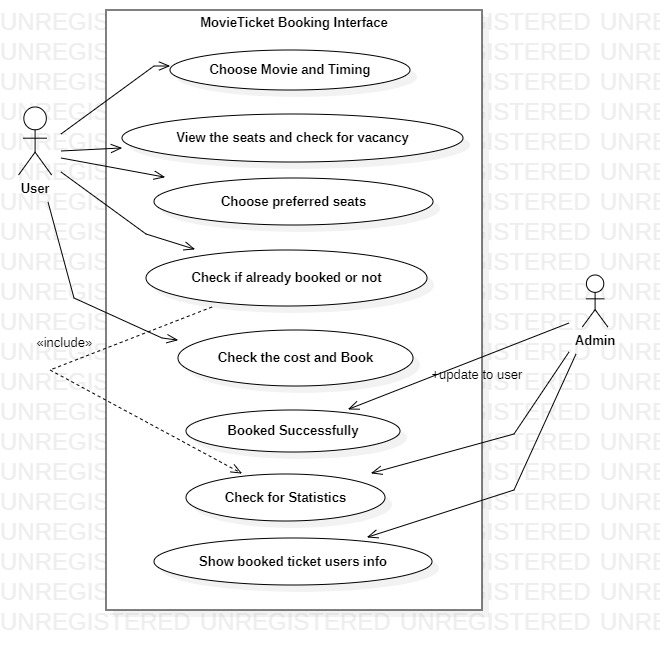 MovieTicket Booking Interface
Choose Movie and Timing
View the seats and check for vacancy
User
Choose preferred seats
Check if already booked or not
Admin
«include»
Check the cost and Book
+update to user
Booked Successfully
Check for Statistics
Show booked ticket users info
UNREGISTERED UNREGISTERED UNREGISTERED UNRE